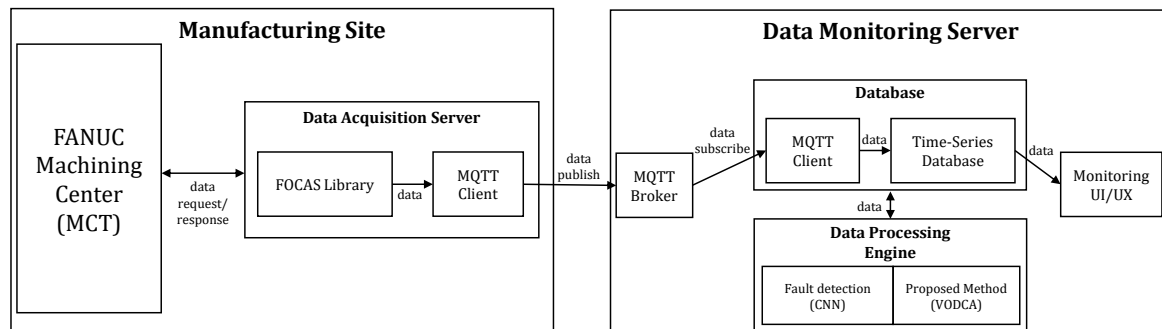 Manufacturing Site
FANUC
Machining
Center
(MCT)
data
request/
response
Data Acquisition Server
FOCAS Library
data
MQTT
Client
data
publish
Data Monitoring Server
MQTT
Broker
data
subscribe
Database
MQTT
Client
data
Time-Series
Database
data
Monitoring
UI/UX
data
Data Processing
Engine
Fault detection
(CNN)
Proposed Method
(VODCA)